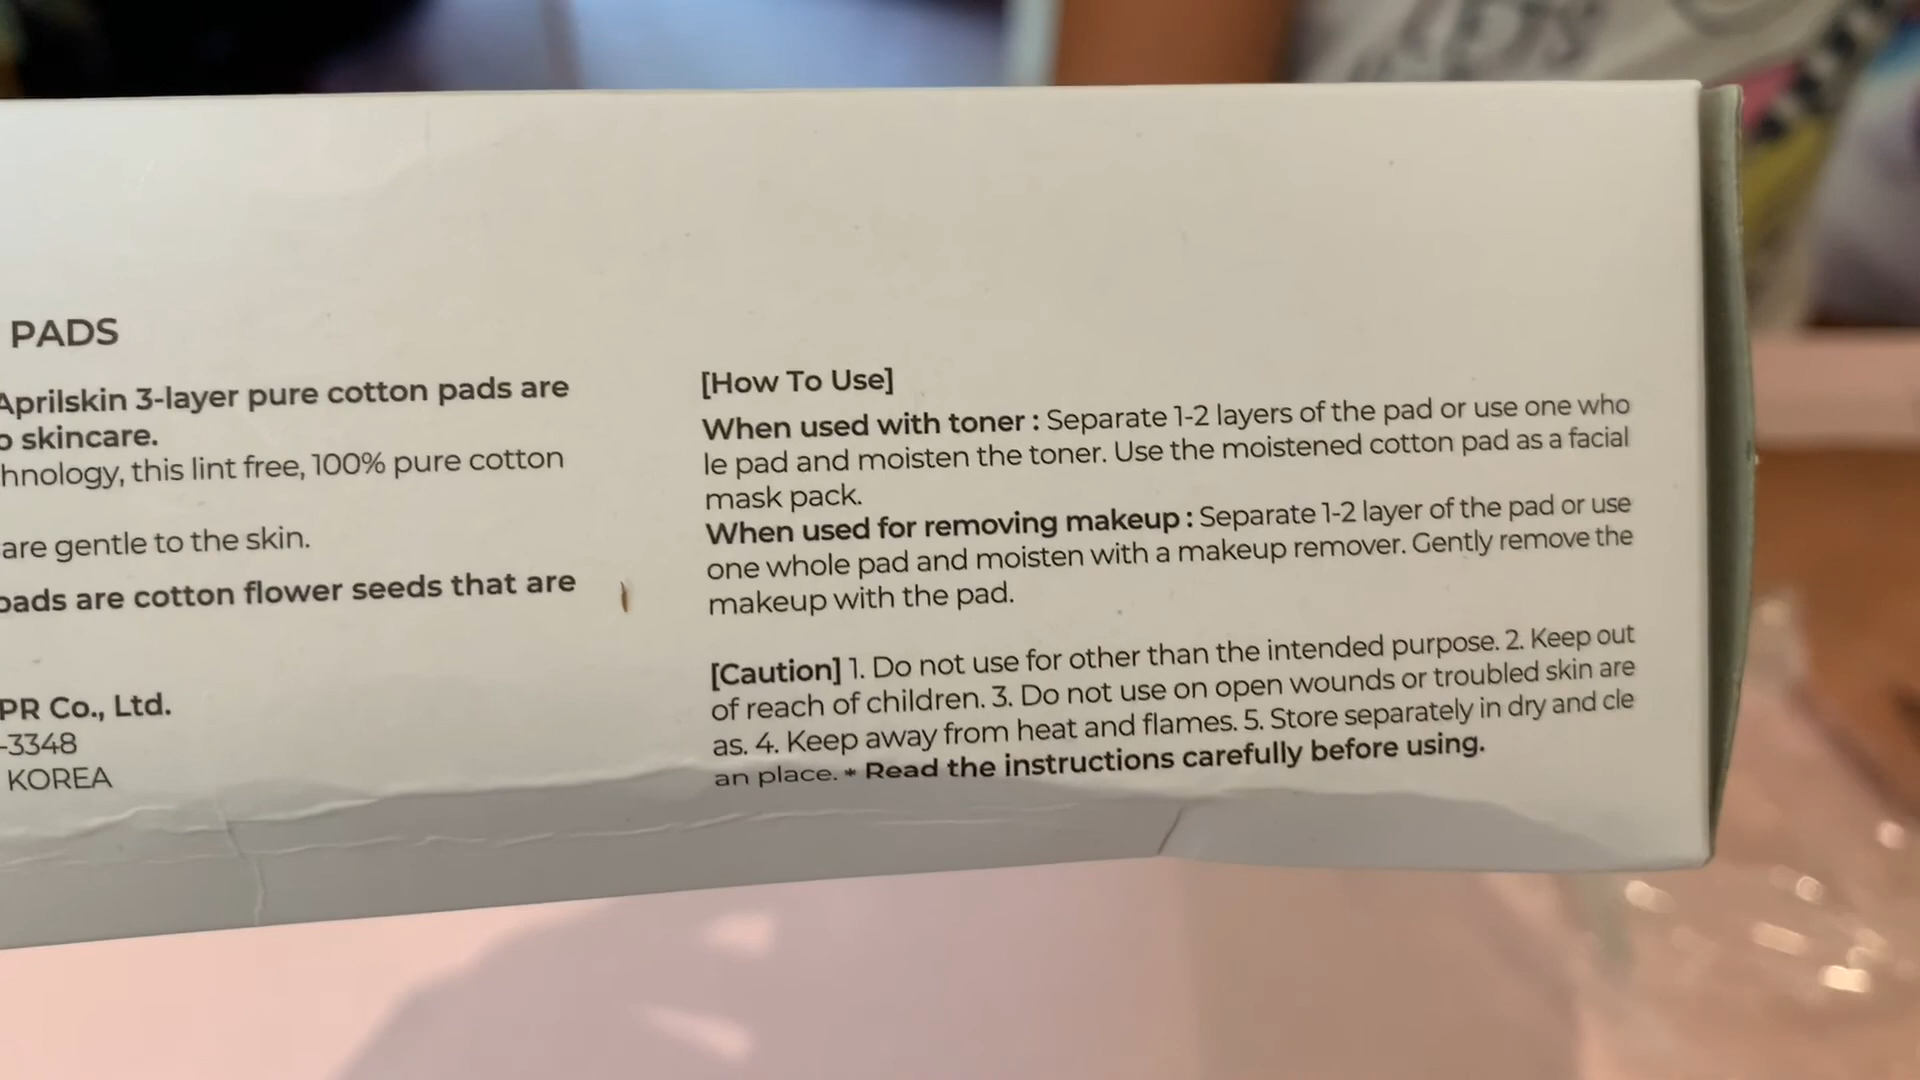 PADS
Aprilskin 3-layer pure cotton pads are
o skincare.
hnology, this lint free, 100% pure cotton
are gentle to the skin.
pads are cotton flower seeds that are
PR Co., Ltd.
-3348
KOREA
[How To Use]
When used with toner : Separate 1-2 layers of the pad or use one who
le pad and moisten the toner. Use the moistened cotton pad as a facial
mask pack.
When used for removing makeup : Separate 1-2 layer of the pad or use
one whole pad and moisten with a makeup remover. Gently remove the
makeup with the pad.
[Caution] 1. Do not use for other than the intended purpose. 2. Keep out
of reach of children. 3. Do not use on open wounds or troubled skin are
as. 4. Keep away from heat and flames. 5. Store separately in dry and cle
an place. * Read the instructions carefully before using.